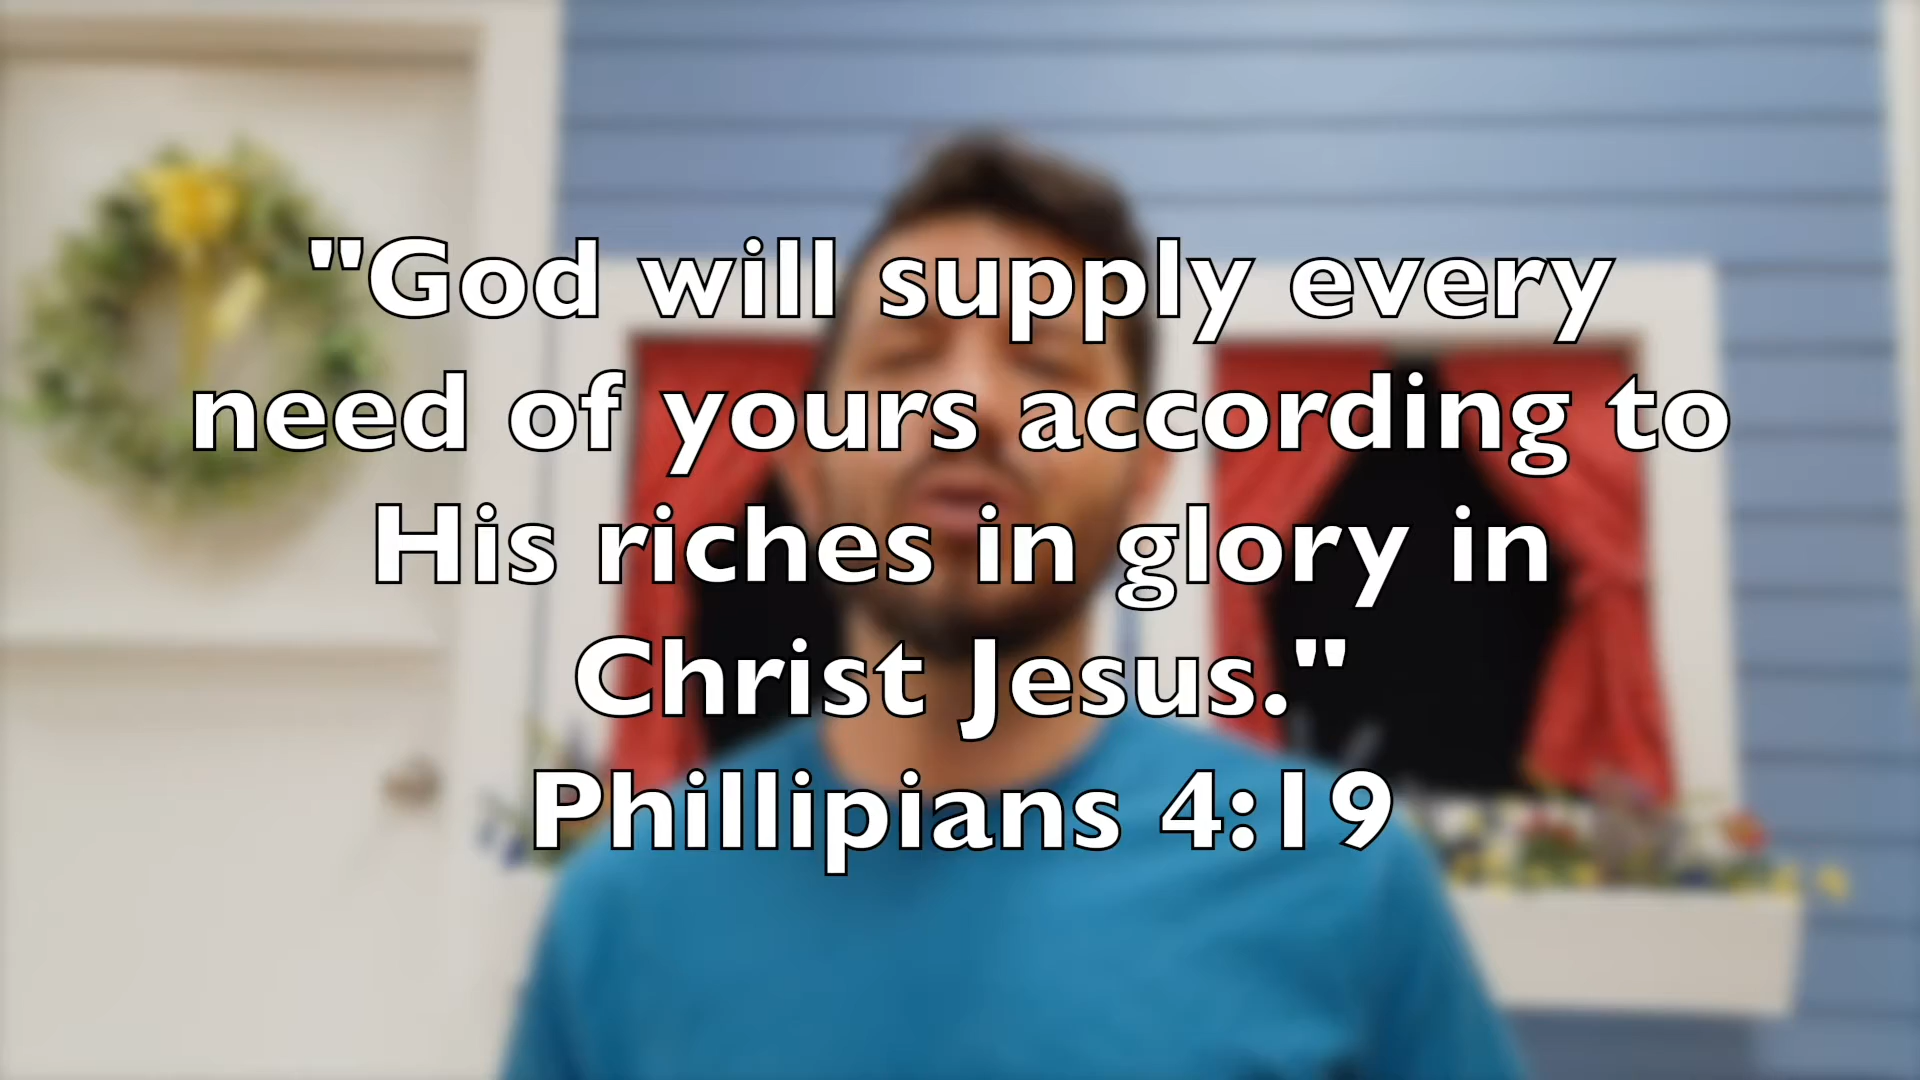 "God will supply every
need of yours according to
His riches in glory in
Christ Jesus."
Phillipians 4:19